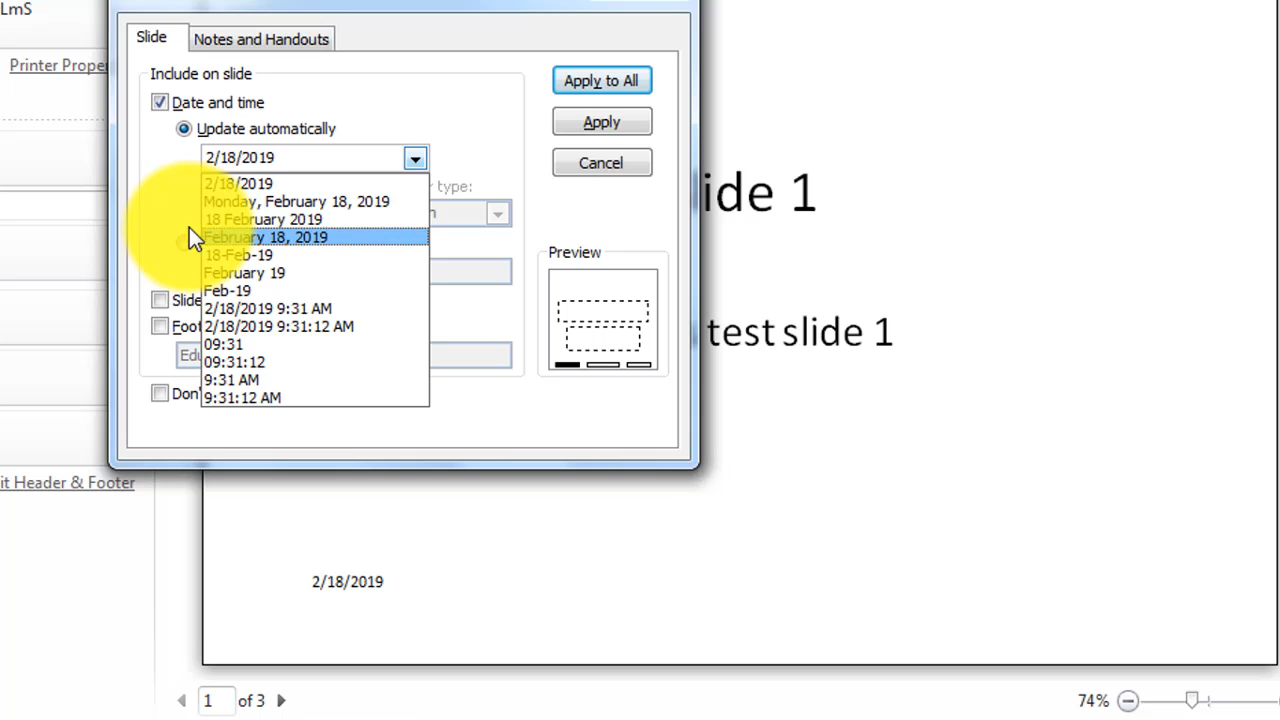 LmS
Printer Proper
Slide
Notes and Handouts
Include on slide
Date and time
Update automatically
2/18/2019
2/18/2019
Monday, February 18, 2019
18 February 2019
February 18, 2019
18-Feb-19
February 19
Feb-19
2/18/2019 9:31 AM
2/18/2019 9:31:12 AM
09:31
09:31:12
9:31 AM
9:31:12 AM
type:
Slide
Foot
Edu
Don'
Apply to All
Apply
Cancel
Preview
lide 1
test slide 1
it Header & Footer
2/18/2019
1 of 3
74%